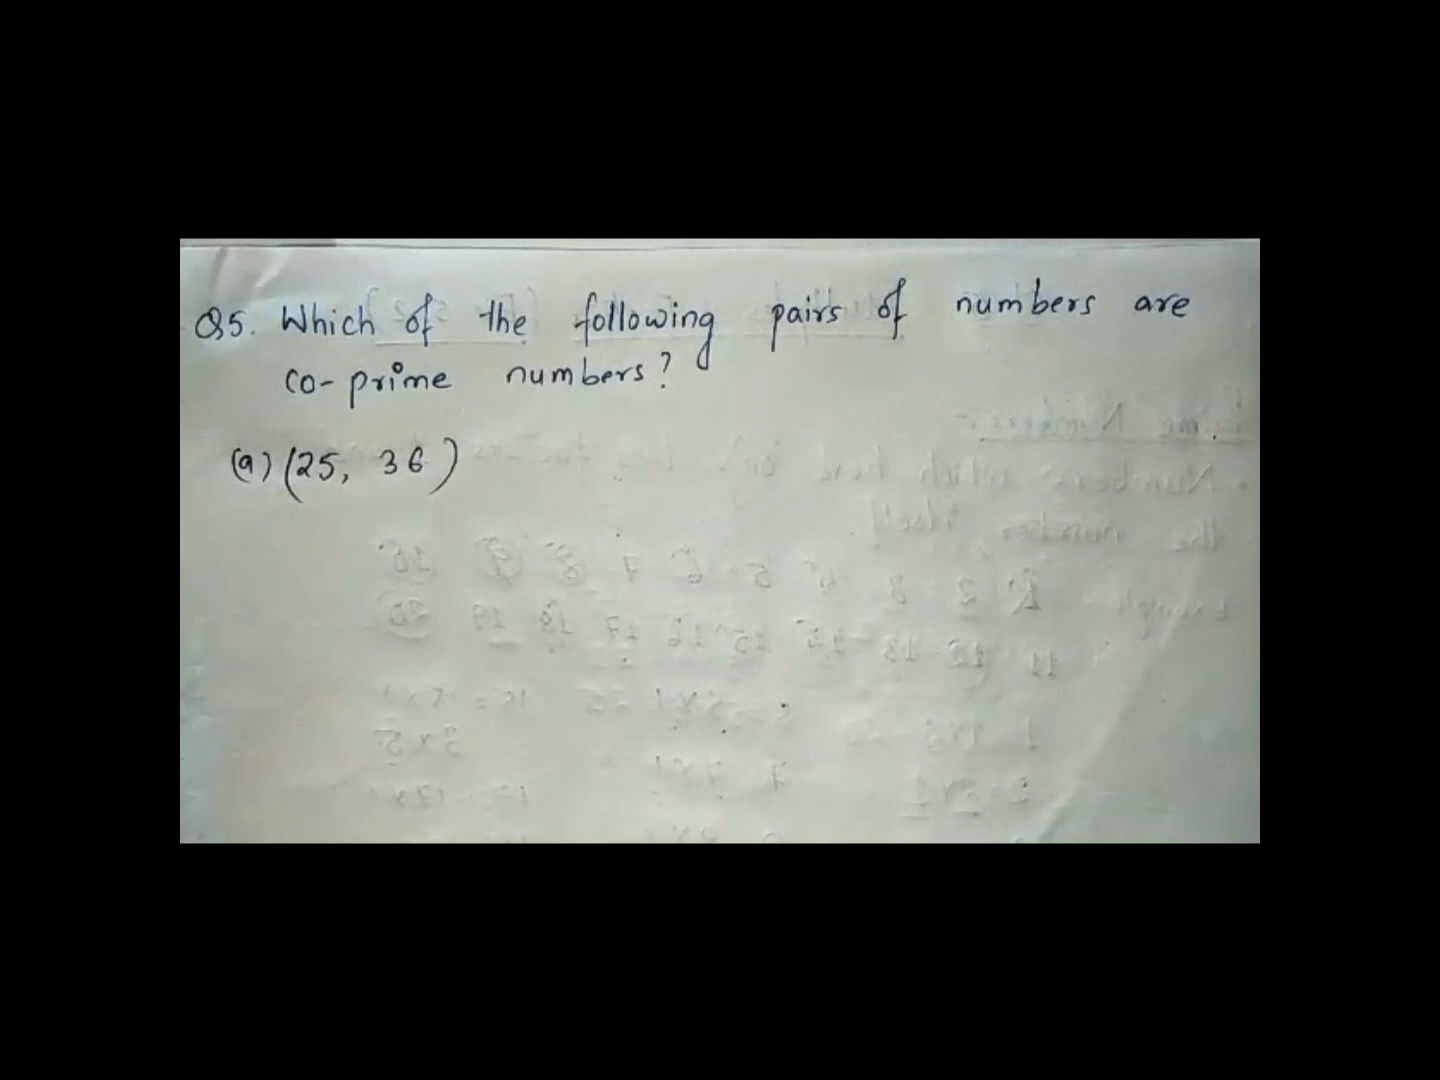 Q5. Which of the following pairs of numbers are
co-prime numbers?
(a) (25, 36)